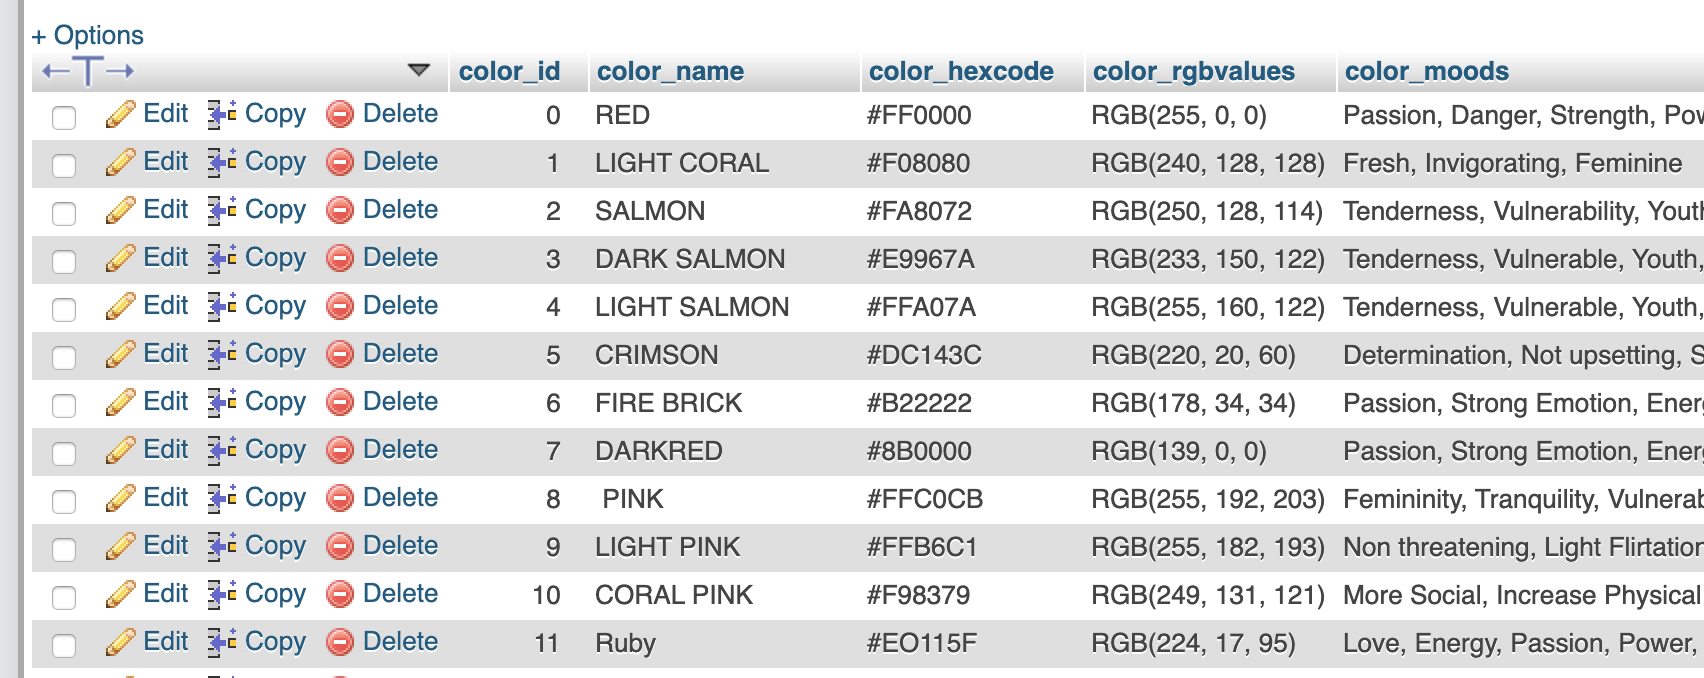 + Options
color_id color_name color_hexcode color_rgbvalues color_moods
Edit Copy Delete 0 RED #FF0000 RGB(255, 0, 0) Passion, Danger, Strength,
Edit Copy Delete 1 LIGHT CORAL #F08080 RGB(240, 128, 128) Fresh, Invigorating, Feminine
Edit Copy Delete 2 SALMON #FA8072 RGB(250, 128, 114) Tenderness, Vulnerability,
Edit Copy Delete 3 DARK SALMON #E9967A RGB(233, 150, 122) Tenderness, Vulnerable, Youth,
Edit Copy Delete 4 LIGHT SALMON #FFA07A RGB(255, 160, 122) Tenderness, Vulnerable, Youth,
Edit Copy Delete 5 CRIMSON #DC143C RGB(220, 20, 60) Determination, Not upsetting,
Edit Copy Delete 6 FIRE BRICK #B22222 RGB(178, 34, 34) Passion, Strong Emotion,
Edit Copy Delete 7 DARKRED #8B0000 RGB(139, 0, 0) Passion, Strong Emotion,
Edit Copy Delete 8 PINK #FFC0CB RGB(255, 192, 203) Femininity, Tranquility,
Edit Copy Delete 9 LIGHT PINK #FFB6C1 RGB(255, 182, 193) Non threatening, Light
Edit Copy Delete 10 CORAL PINK #F98379 RGB(249, 131, 121) More Social, Increase Physical
Edit Copy Delete 11 Ruby #EO115F RGB(224, 17, 95) Love, Energy, Passion, Power,